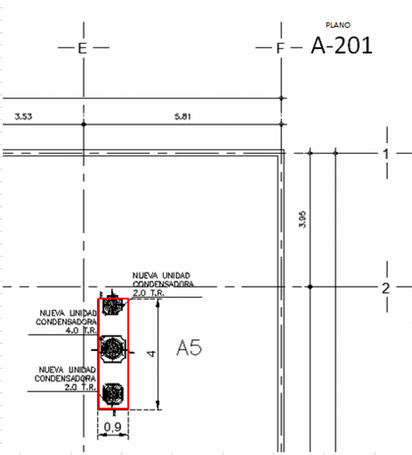 PLANO
A-201
E
F
3.53
5.81
1
3.95
2
NUEVA UNIDAD
CONDENSADORA
2.0 T.R.
NUEVA UNIDAD
CONDENSADORA
4.0 T.R.
4
A5
NUEVA UNIDAD
CONDENSADORA
2.0 T.R.
0,9